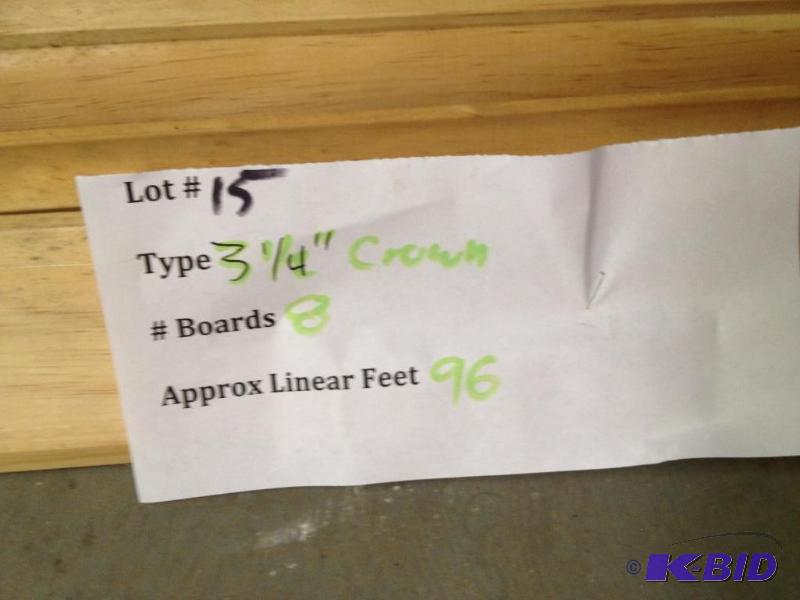 Lot # 15
Type 3 1/4" Crown
# Boards 8
Approx Linear Feet 96
© K-BID